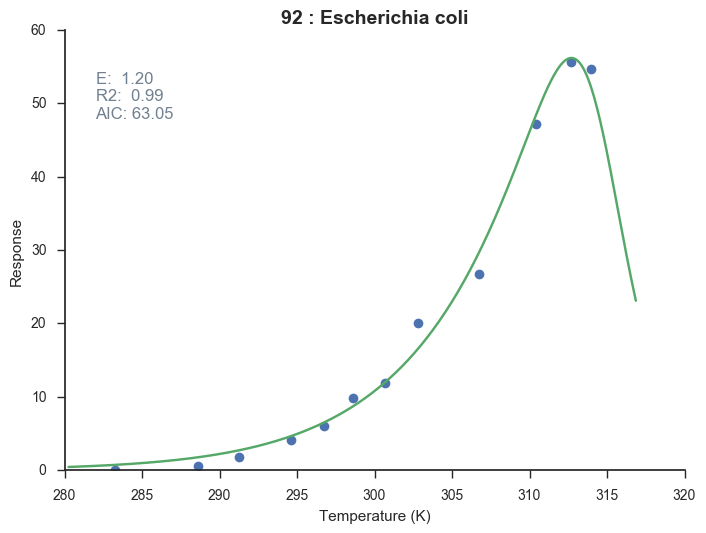 92 : Escherichia coli
60
50
40
30
20
10
0
E: 1.20
R2: 0.99
AIC: 63.05
Response
280 285 290 295 300 305 310 315 320
Temperature (K)